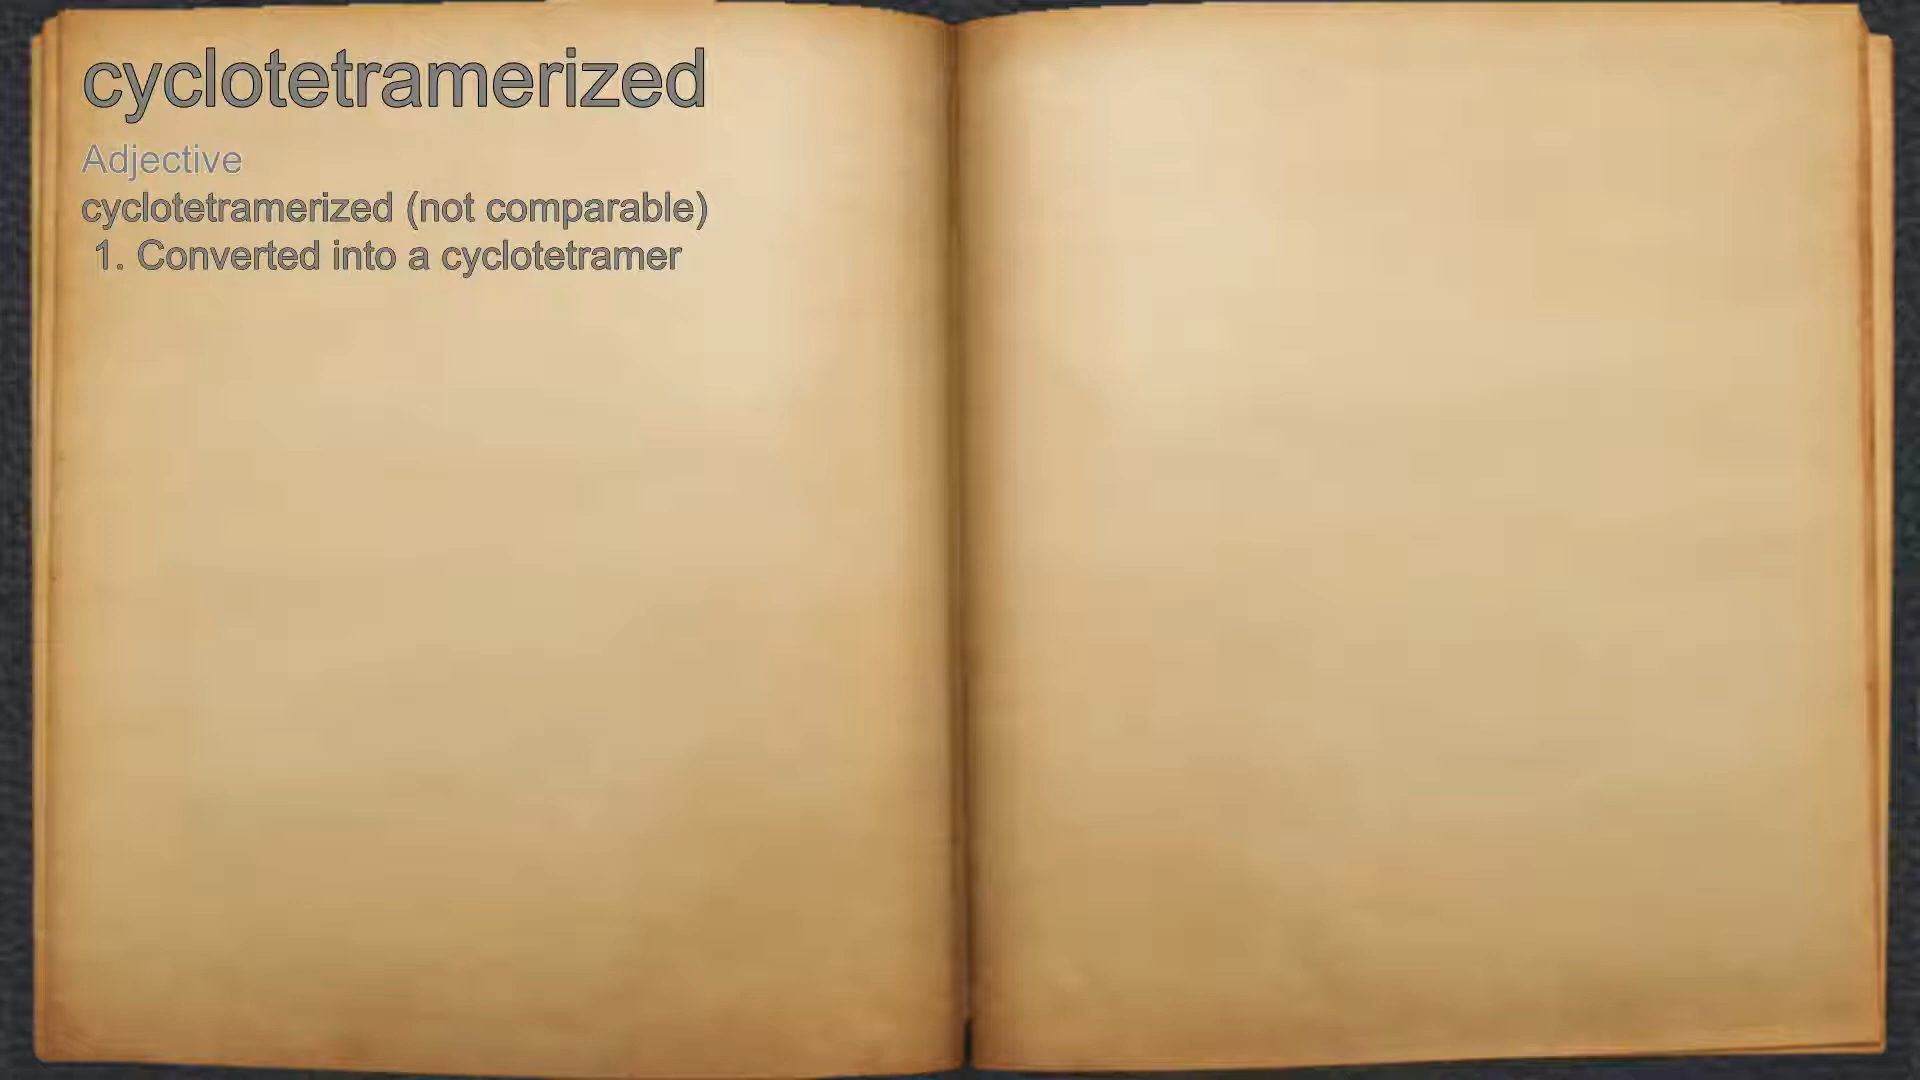 cyclotetramerized
Adjective
cyclotetramerized (not comparable)
1. Converted into a cyclotetramer